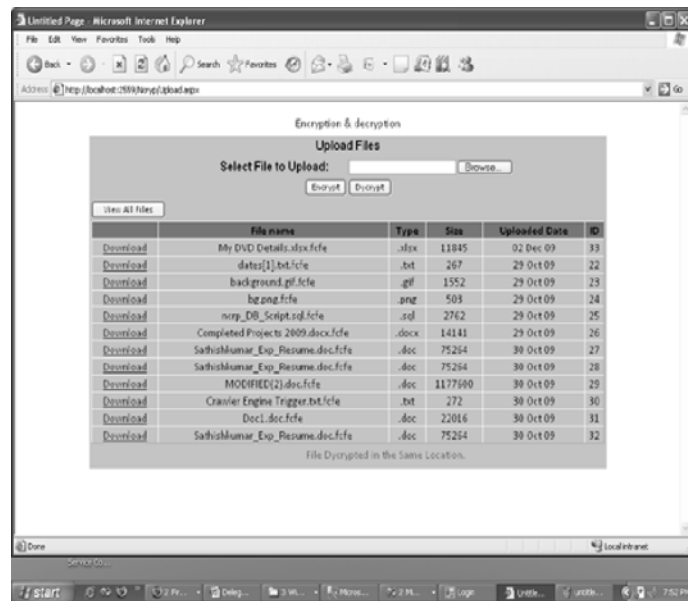 Untitled Page - Microsoft Internet Explorer
File Edit View Favorites Tools Help
Back Search Favorites
Address Go
Encryption & decryption
Upload Files
Select File to Upload: Browse...
Encrypt Dycrypt
View All Files
File name Type Size Uploaded Date ID
Download My DVD Details.xlsx.fcfe .xlsx 11845 02 Dec 09 33
Download dates[1].txt.fcfe .txt 267 29 Oct 09 22
Download background.gif.fcfe .gif 1552 29 Oct 09 23
Download bg.png.fcfe .png 503 29 Oct 09 24
Download ncrp_DB_Script.sql.fcfe .sql 2762 29 Oct 09 25
Download Completed Projects 2009.docx.fcfe .docx 14141 29 Oct 09 26
Download Sathishkumar_Exp_Resume.doc.fcfe .doc 75264 30 Oct 09 27
Download Sathishkumar_Exp_Resume.doc.fcfe .doc 75264 30 Oct 09 28
Download MODIFIED(2).doc.fcfe .doc 1177600 30 Oct 09 29
Download Crawler Engine Trigger.txt.fcfe .txt 272 30 Oct 09 30
Download Doc1.doc.fcfe .doc 22016 30 Oct 09 31
Download Sathishkumar_Exp_Resume.doc.fcfe .doc 75264 30 Oct 09 32
File Dycrypted in the Same Location.
Done Local intranet
start Deleg... Login 7:52 PM